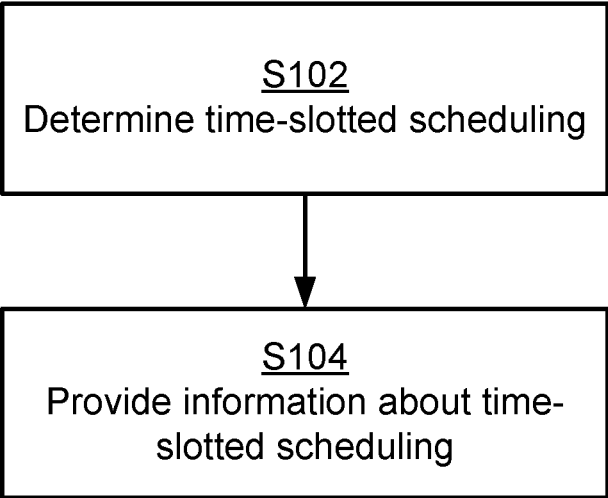 S102
Determine time-slotted scheduling
S104
Provide information about time-
slotted scheduling